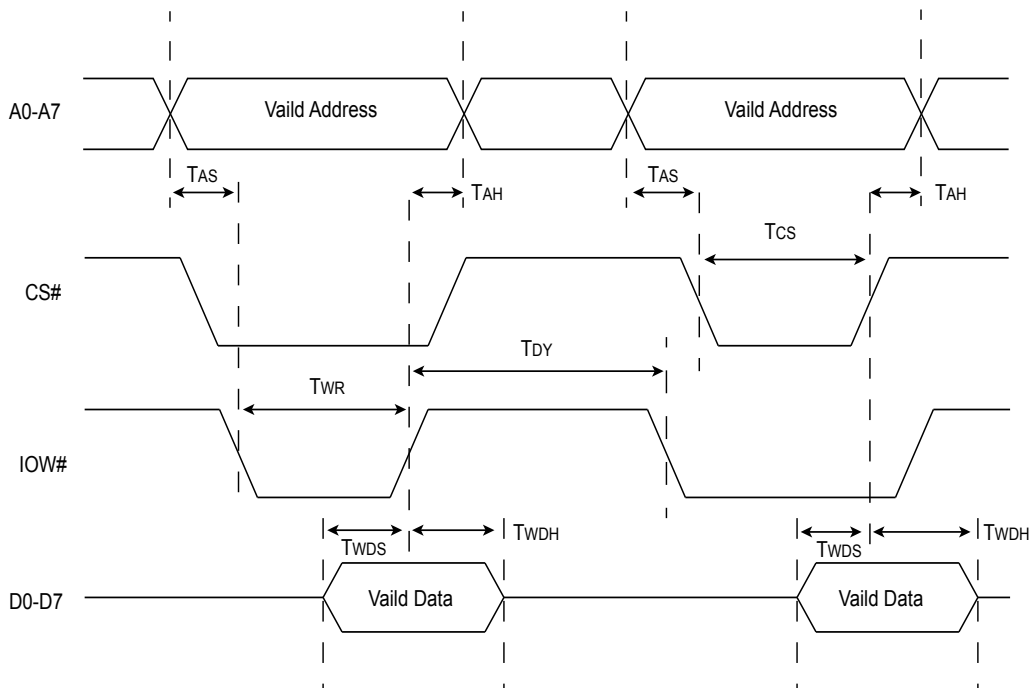 A0-A7
Vaild Address
Vaild Address
TAS
TAH
TAS
TAH
TCS
CS#
TDY
TWR
IOW#
TWDS
TWDH
TWDS
TWDH
D0-D7
Vaild Data
Vaild Data